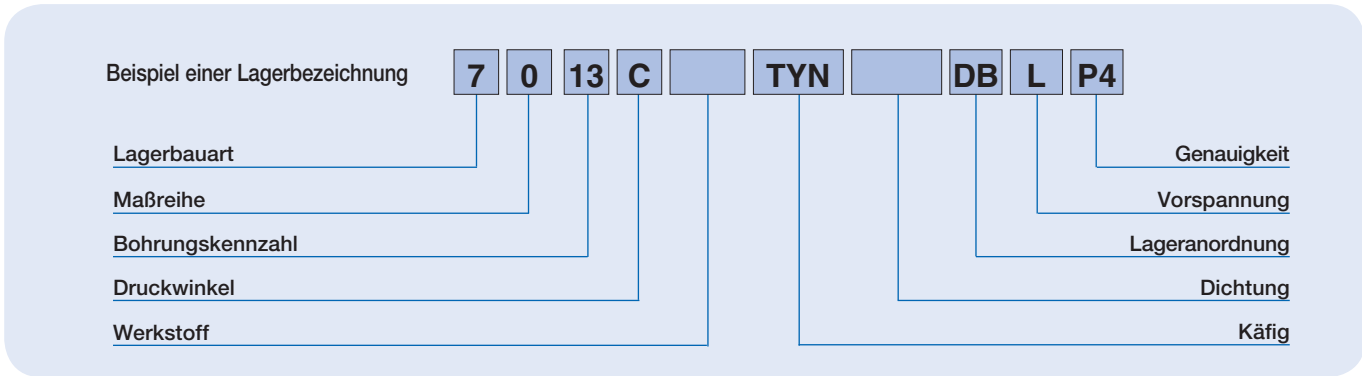 Beispiel einer Lagerbezeichnung 7 0 13 C TYN DB L P4
Lagerbauart Genauigkeit
Maßreihe Vorspannung
Bohrungskennzahl Lageranordnung
Druckwinkel Dichtung
Werkstoff Käfig